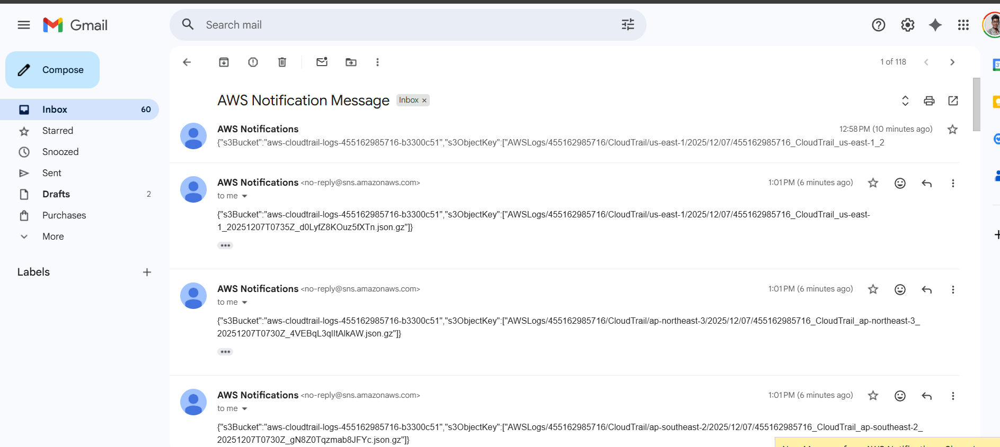 Gmail
Search mail
Compose
1 of 118
Inbox 60
Starred
Snoozed
Sent
Drafts 2
Purchases
More
Labels
AWS Notification Message Inbox ×
AWS Notifications 12:58 PM (10 minutes ago)
{"s3Bucket":"aws-cloudtrail-logs-455162985716-b3300c51","s3ObjectKey":["AWSLogs/455162985716/CloudTrail/us-east-1/2025/12/07/455162985716_CloudTrail_us-east-1_2
AWS Notifications <no-reply@sns.amazonaws.com> 1:01 PM (6 minutes ago)
to me
{"s3Bucket":"aws-cloudtrail-logs-455162985716-b3300c51","s3ObjectKey":["AWSLogs/455162985716/CloudTrail/us-east-1/2025/12/07/455162985716_CloudTrail_us-east-
1_20251207T0735Z_d0LyfZ8KOuz5fXTn.json.gz"]}
AWS Notifications <no-reply@sns.amazonaws.com> 1:01 PM (6 minutes ago)
to me
{"s3Bucket":"aws-cloudtrail-logs-455162985716-b3300c51","s3ObjectKey":["AWSLogs/455162985716/CloudTrail/ap-northeast-3/2025/12/07/455162985716_CloudTrail_ap-northeast-3_
20251207T0730Z_4VEBqL3qlItAlkAW.json.gz"]}
AWS Notifications <no-reply@sns.amazonaws.com> 1:01 PM (6 minutes ago)
to me
{"s3Bucket":"aws-cloudtrail-logs-455162985716-b3300c51","s3ObjectKey":["AWSLogs/455162985716/CloudTrail/ap-southeast-2/2025/12/07/455162985716_CloudTrail_ap-southeast-2_
20251207T0730Z_gN8Z0Tqzmab8JFYc.json.gz"]}